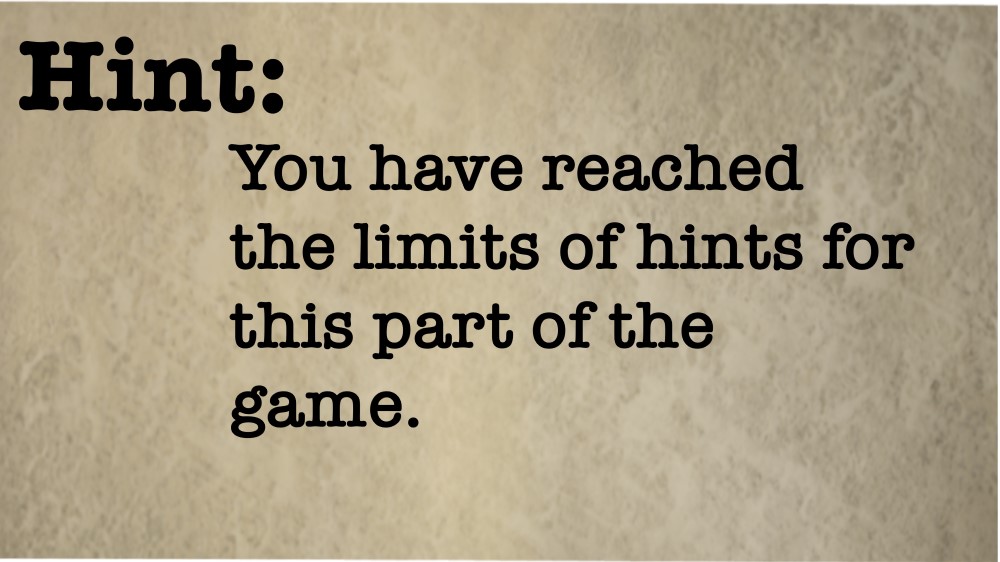 Hint:
You have reached
the limits of hints for
this part of the
game.